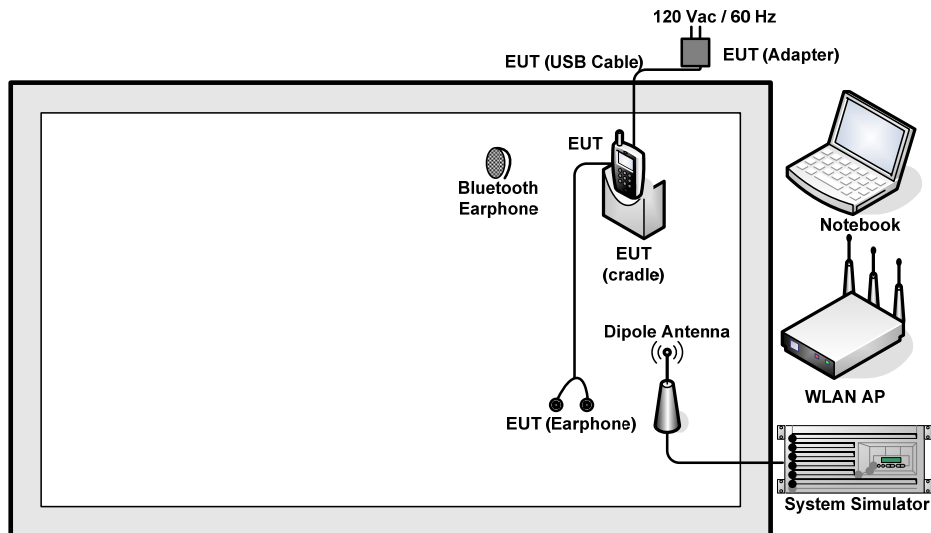 120 Vac / 60 Hz
EUT (USB Cable)
EUT (Adapter)
EUT
Bluetooth
Earphone
EUT
(cradle)
Notebook
Dipole Antenna
WLAN AP
EUT (Earphone)
System Simulator